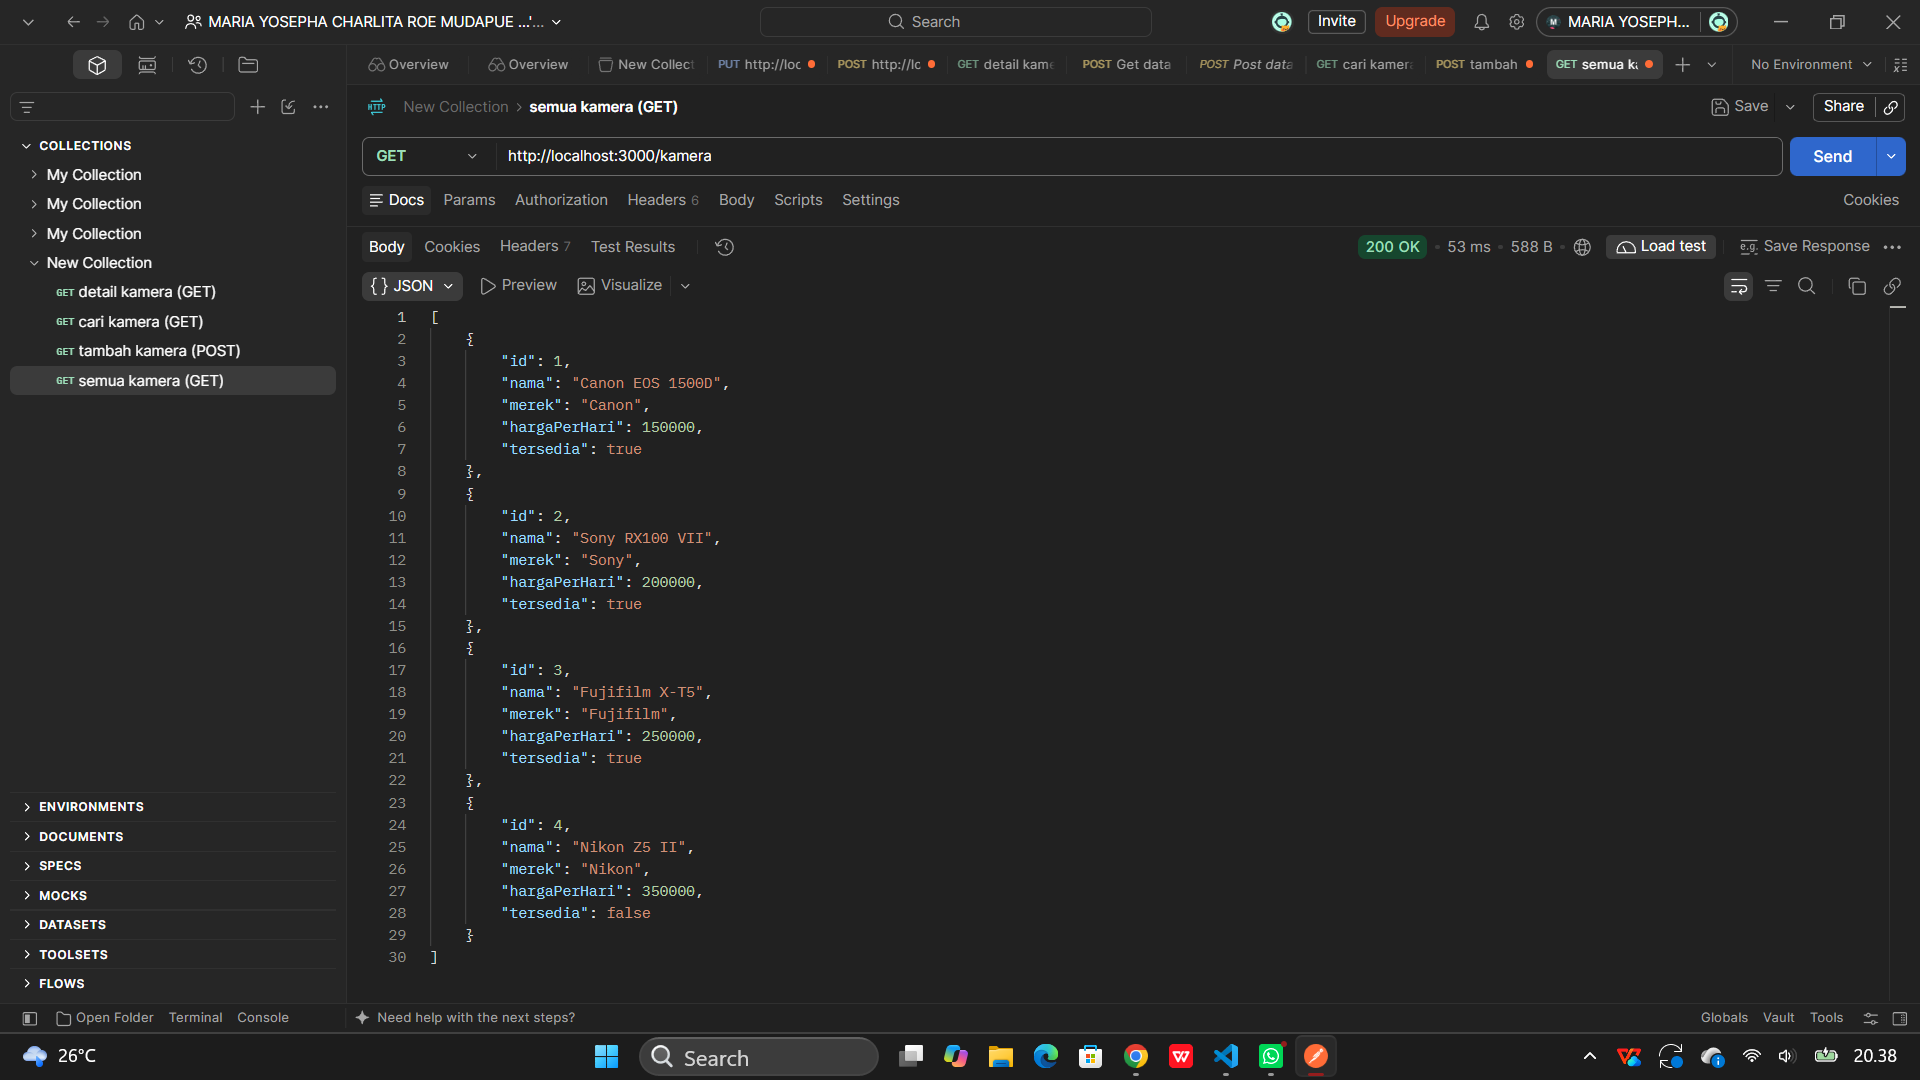 MARIA YOSEPHA CHARLITA ROE MUDAPUE ...'...
Search
Invite
Upgrade
MARIA YOSEPH...
Overview
Overview
New Collect
PUT http://loc
POST http://lc
GET detail kame
POST Get data
POST Post data
GET cari kamera
POST tambah
GET semua ka
No Environment
New Collection > semua kamera (GET)
Save
Share
COLLECTIONS
My Collection
My Collection
My Collection
New Collection
GET detail kamera (GET)
GET cari kamera (GET)
GET tambah kamera (POST)
GET semua kamera (GET)
ENVIRONMENTS
DOCUMENTS
SPECS
MOCKS
DATASETS
TOOLSETS
FLOWS
HTTP
GET
http://localhost:3000/kamera
Send
Docs
Params
Authorization
Headers 6
Body
Scripts
Settings
Cookies
Body
Cookies
Headers 7
Test Results
200 OK • 53 ms • 588 B
Load test
e.g. Save Response
{} JSON
Preview
Visualize
1 [
2 {
3 "id": 1,
4 "nama": "Canon EOS 1500D",
5 "merek": "Canon",
6 "hargaPerHari": 150000,
7 "tersedia": true
8 },
9 {
10 "id": 2,
11 "nama": "Sony RX100 VII",
12 "merek": "Sony",
13 "hargaPerHari": 200000,
14 "tersedia": true
15 },
16 {
17 "id": 3,
18 "nama": "Fujifilm X-T5",
19 "merek": "Fujifilm",
20 "hargaPerHari": 250000,
21 "tersedia": true
22 },
23 {
24 "id": 4,
25 "nama": "Nikon Z5 II",
26 "merek": "Nikon",
27 "hargaPerHari": 350000,
28 "tersedia": false
29 }
30 ]
Open Folder
Terminal
Console
Need help with the next steps?
Globals
Vault
Tools
26°C
Search
20.38